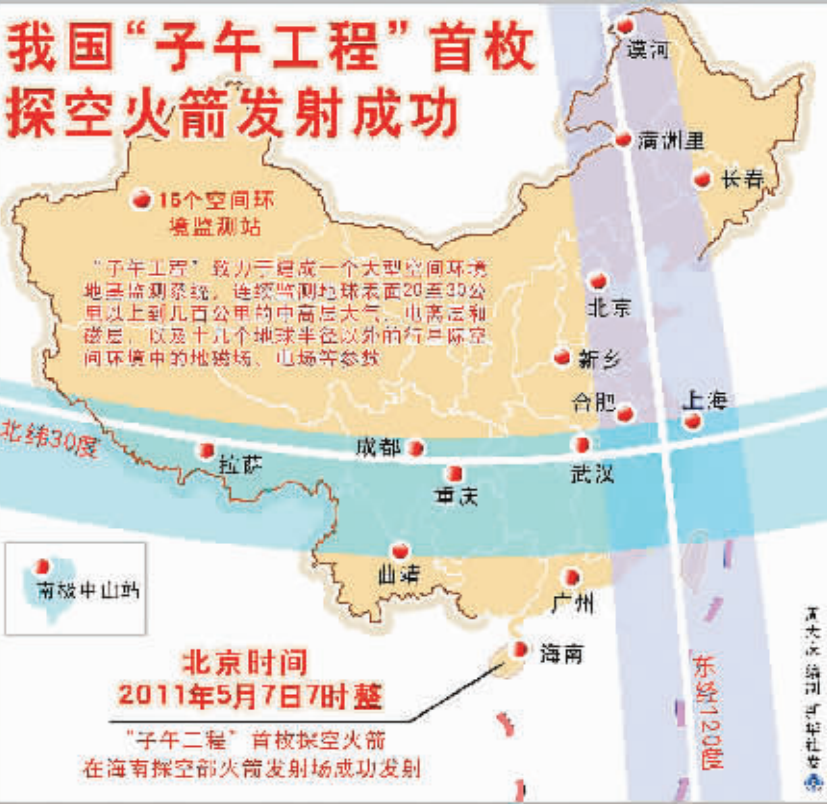 我国“子午工程”首枚
探空火箭发射成功
漠河
满洲里
长春
15个空间环
境监测站
“子午工程”致力于建成一个大型空间环境
地基监测系统，连续监测地球表面20至30公
里以上到几百公里的中高层大气、电离层和
磁层，以及十几个地球半径以外的行星际空
间环境中的地磁场、电场等参数
北京
新乡
合肥
上海
北纬30度
拉萨
成都
武汉
重庆
曲靖
南极中山站
广州
海南
北京时间
2011年5月7日7时整
东经120度
“子午工程”首枚探空火箭
在海南探空部火箭发射场成功发射
编制 新华社发